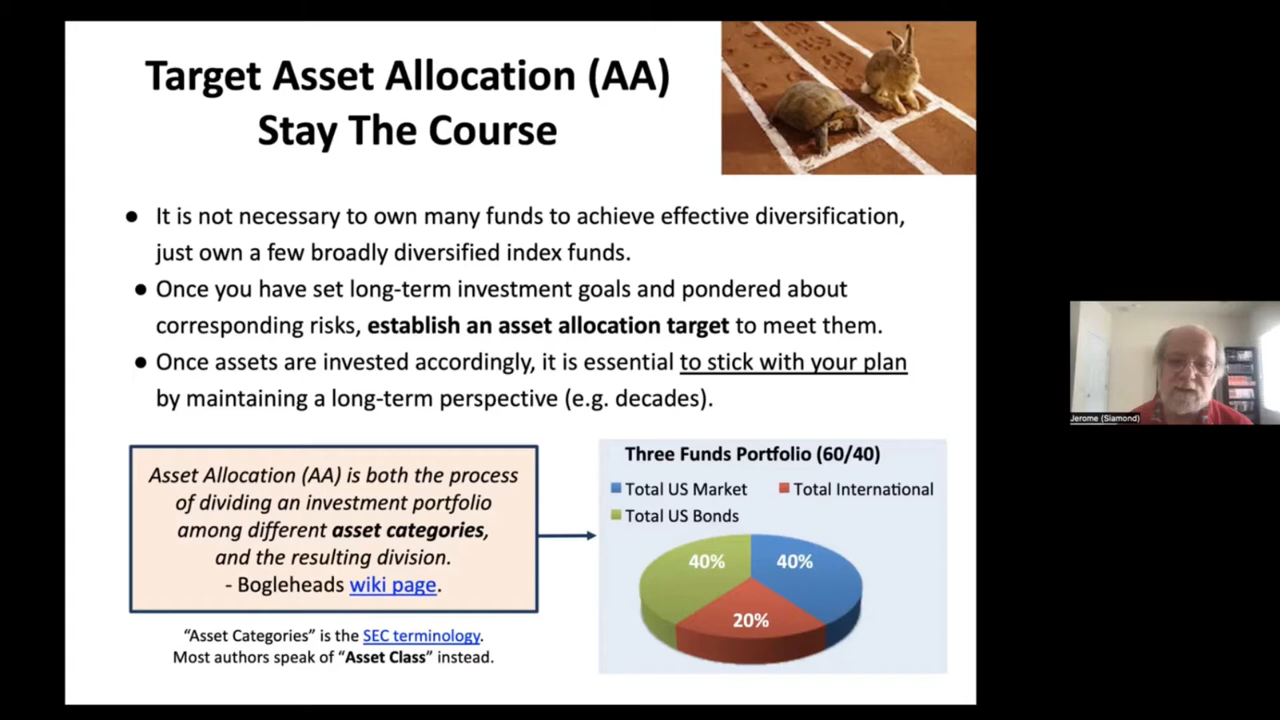 Target Asset Allocation (AA)
Stay The Course
● It is not necessary to own many funds to achieve effective diversification,
just own a few broadly diversified index funds.
● Once you have set long-term investment goals and pondered about
corresponding risks, establish an asset allocation target to meet them.
● Once assets are invested accordingly, it is essential to stick with your plan
by maintaining a long-term perspective (e.g. decades).
Asset Allocation (AA) is both the process
of dividing an investment portfolio
among different asset categories,
and the resulting division.
- Bogleheads wiki page.
“Asset Categories” is the SEC terminology.
Most authors speak of “Asset Class” instead.
Three Funds Portfolio (60/40)
Total US Market Total International
Total US Bonds
40% 40%
20%
Jerome (Siamond)